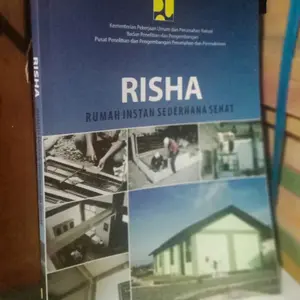 Kementerian Pekerjaan Umum dan Perumahan Rakyat
Badan Penelitian dan Pengembangan
Pusat Penelitian dan Pengembangan Perumahan dan Permukiman
RISHA
RUMAH INSTAN SEDERHANA SEHAT
RISHA